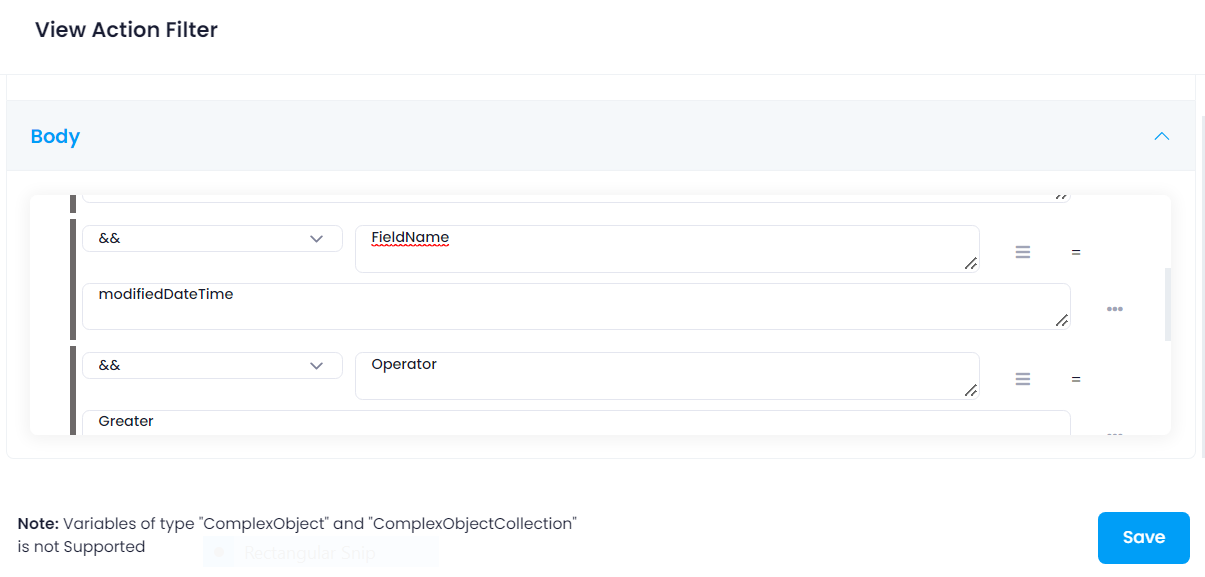 View Action Filter
Body
&& FieldName =
modifiedDateTime
&& Operator =
Greater
Note: Variables of type "ComplexObject" and "ComplexObjectCollection"
is not Supported
Rectangular Snip
Save